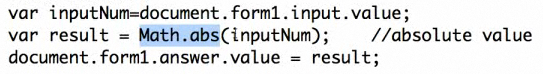 var inputNum=document.form1.input.value;
var result = Math.abs(inputNum);    //absolute value
document.form1.answer.value = result;